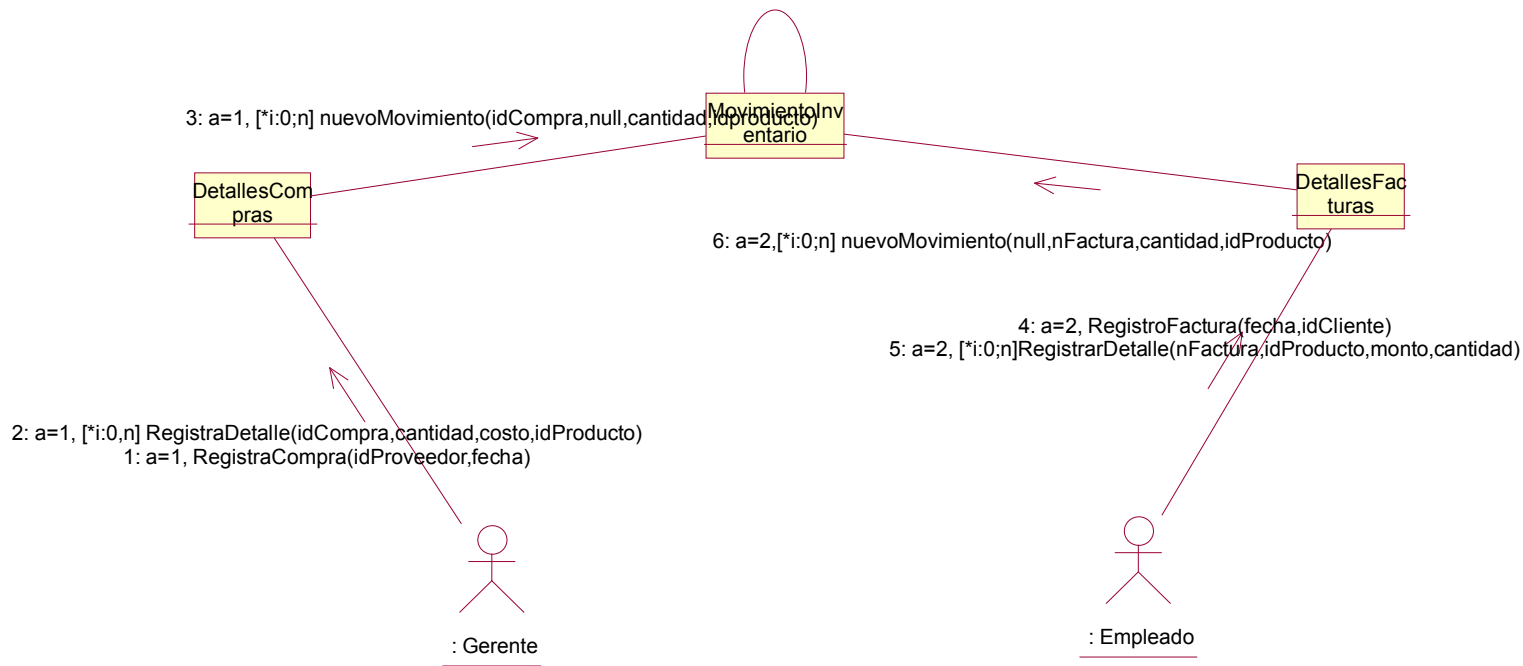 3: a=1, [*i:0;n] nuevoMovimiento(idCompra,null,cantidad,idproducto)
MovimientoInv
entario
DetallesCom
pras
DetallesFac
turas
6: a=2,[*i:0;n] nuevoMovimiento(null,nFactura,cantidad,idProducto)
4: a=2, RegistroFactura(fecha,idCliente)
5: a=2, [*i:0;n]RegistrarDetalle(nFactura,idProducto,monto,cantidad)
2: a=1, [*i:0,n] RegistraDetalle(idCompra,cantidad,costo,idProducto)
1: a=1, RegistraCompra(idProveedor,fecha)
: Gerente
: Empleado